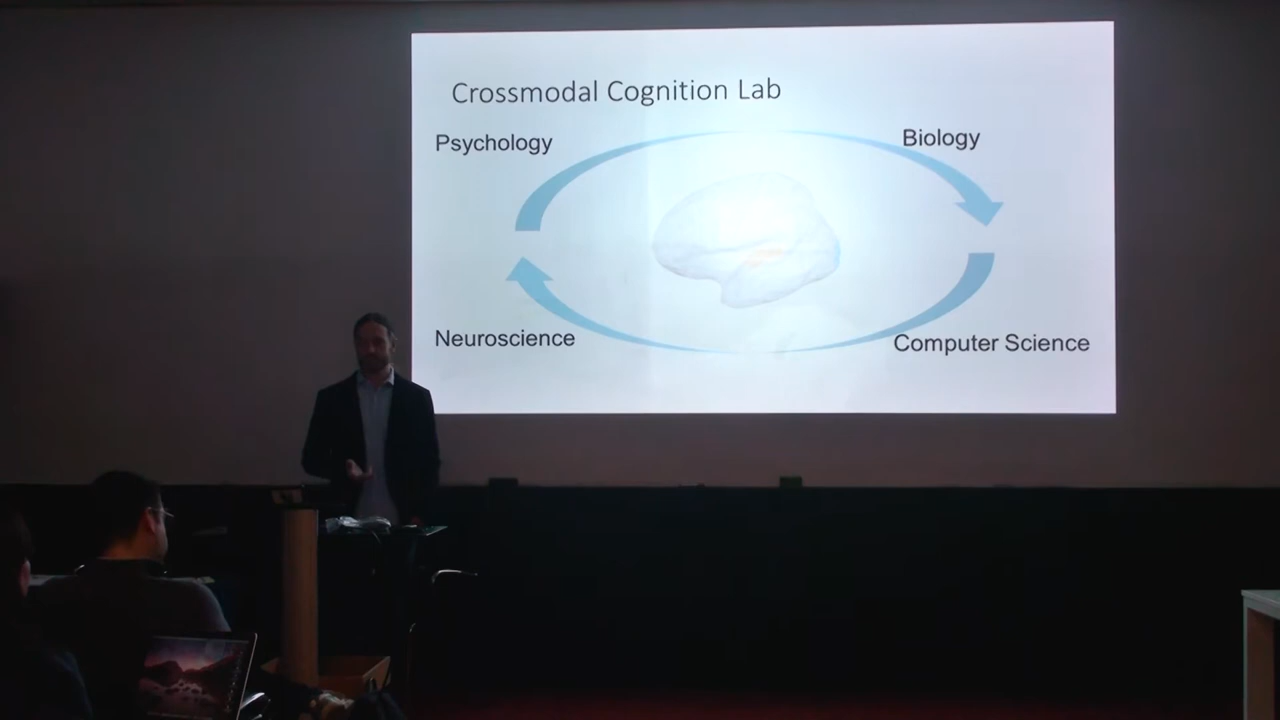 Crossmodal Cognition Lab
Psychology
Biology
Neuroscience
Computer Science